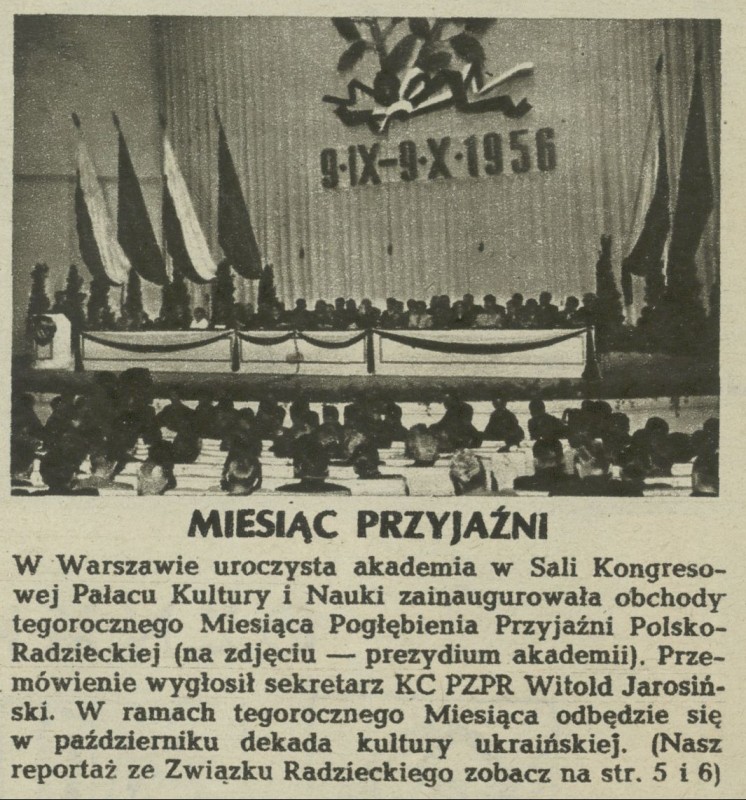 9·IX–9·X·1956
MIESIĄC PRZYJAŹNI
W Warszawie uroczysta akademia w Sali Kongreso-
wej Pałacu Kultury i Nauki zainaugurowała obchody
tegorocznego Miesiąca Pogłębienia Przyjaźni Polsko-
Radzieckiej (na zdjęciu — prezydium akademii). Prze-
mówienie wygłosił sekretarz KC PZPR Witold Jarosiń-
ski. W ramach tegorocznego Miesiąca odbędzie się
w październiku dekada kultury ukraińskiej. (Nasz
reportaż ze Związku Radzieckiego zobacz na str. 5 i 6)